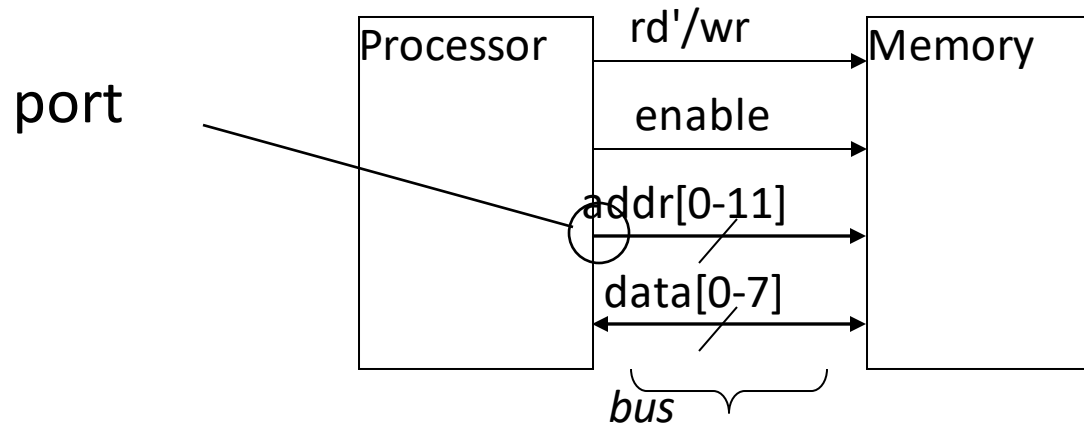 Processor
rd'/wr
Memory
port
enable
addr[0-11]
data[0-7]
bus